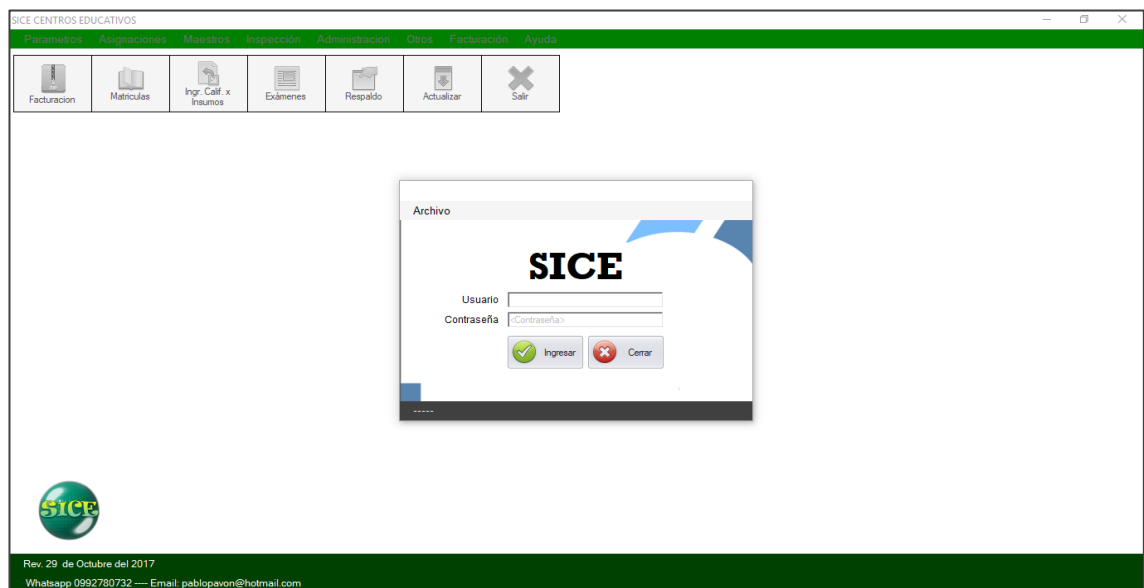 SICE CENTROS EDUCATIVOS
Parametros Asignaciones Maestros Inspección Administracion Otros Facturación Ayuda
Facturacion Matriculas Ingr. Calif. x Insumos Exámenes Respaldo Actualizar Salir
Archivo
SICE
Usuario
Contraseña <Contraseña>
Ingresar Cerrar
-----
SICE
Rev. 29 de Octubre del 2017
Whatsapp 0992780732 ---- Email: pablopavon@hotmail.com